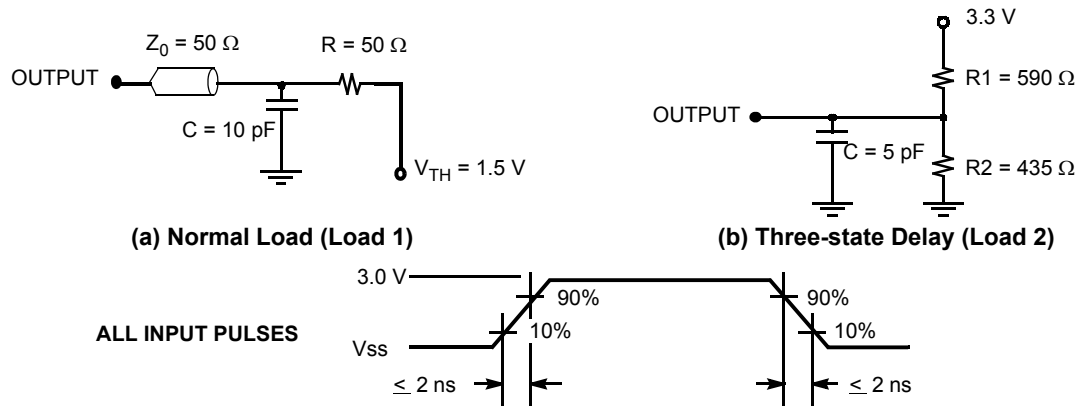 Z0 = 50 Ω
R = 50 Ω
OUTPUT
C = 10 pF
VTH = 1.5 V
(a) Normal Load (Load 1)
3.3 V
R1 = 590 Ω
OUTPUT
C = 5 pF
R2 = 435 Ω
(b) Three-state Delay (Load 2)
3.0 V
90%
90%
ALL INPUT PULSES
10%
10%
Vss
≤ 2 ns
≤ 2 ns